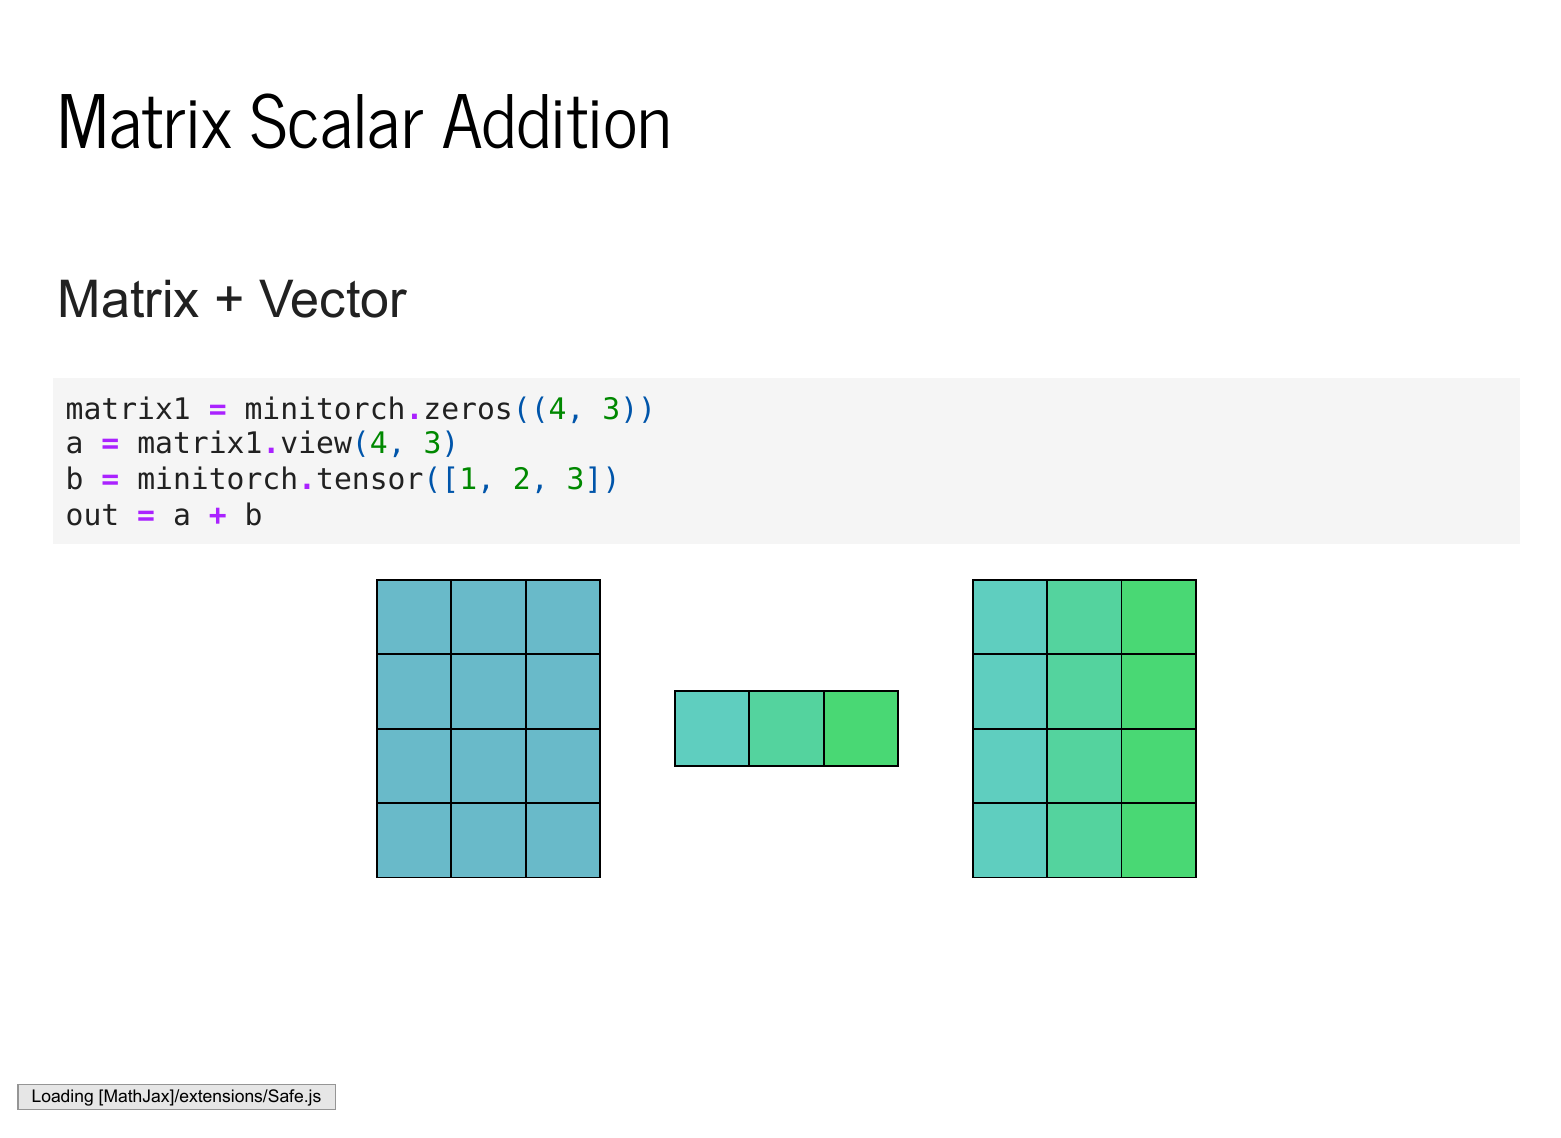 Matrix Scalar Addition
Matrix + Vector
matrix1 = minitorch.zeros((4, 3))
a = matrix1.view(4, 3)
b = minitorch.tensor([1, 2, 3])
out = a + b
Loading [MathJax]/extensions/Safe.js